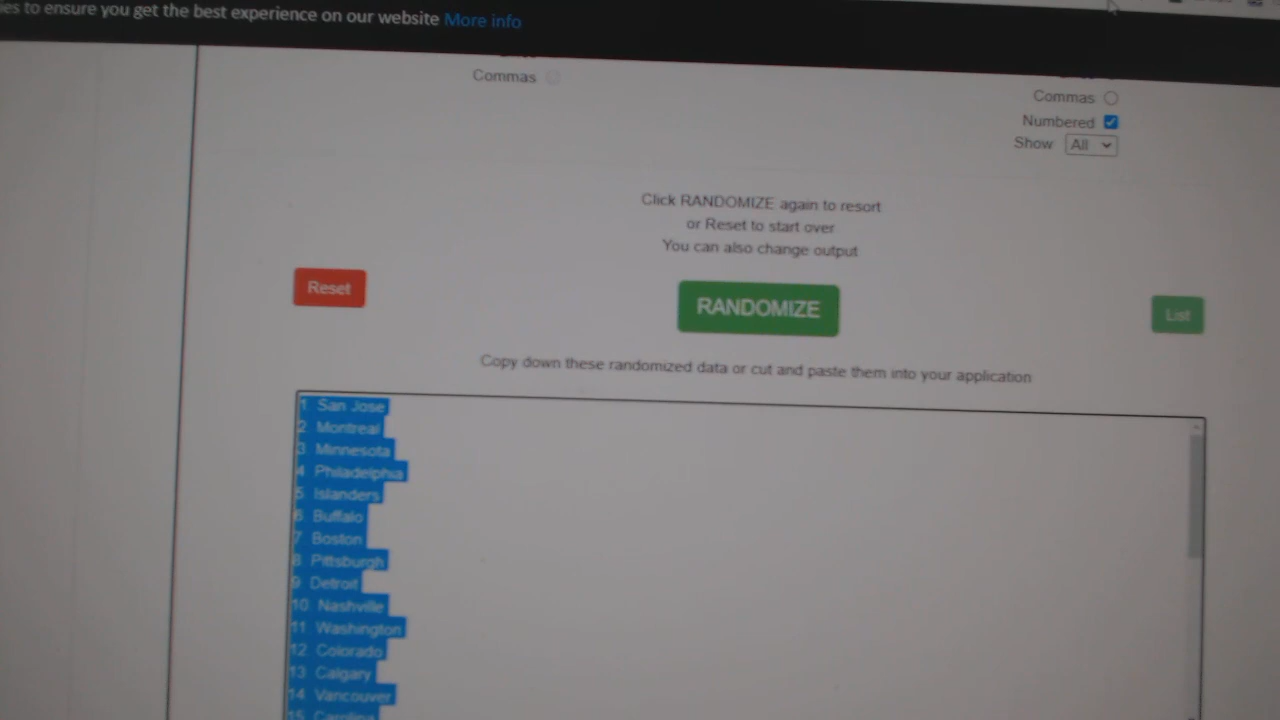 ies to ensure you get the best experience on our website More info
Commas
Commas
Numbered
Show All
Click RANDOMIZE again to resort
or Reset to start over
You can also change output
Reset
RANDOMIZE
List
Copy down these randomized data or cut and paste them into your application
1. San Jose
2. Montreal
3. Minnesota
4. Philadelphia
5. Islanders
6. Buffalo
7. Boston
8. Pittsburgh
9. Detroit
10. Nashville
11. Washington
12. Colorado
13. Calgary
14. Vancouver
15. Carolina